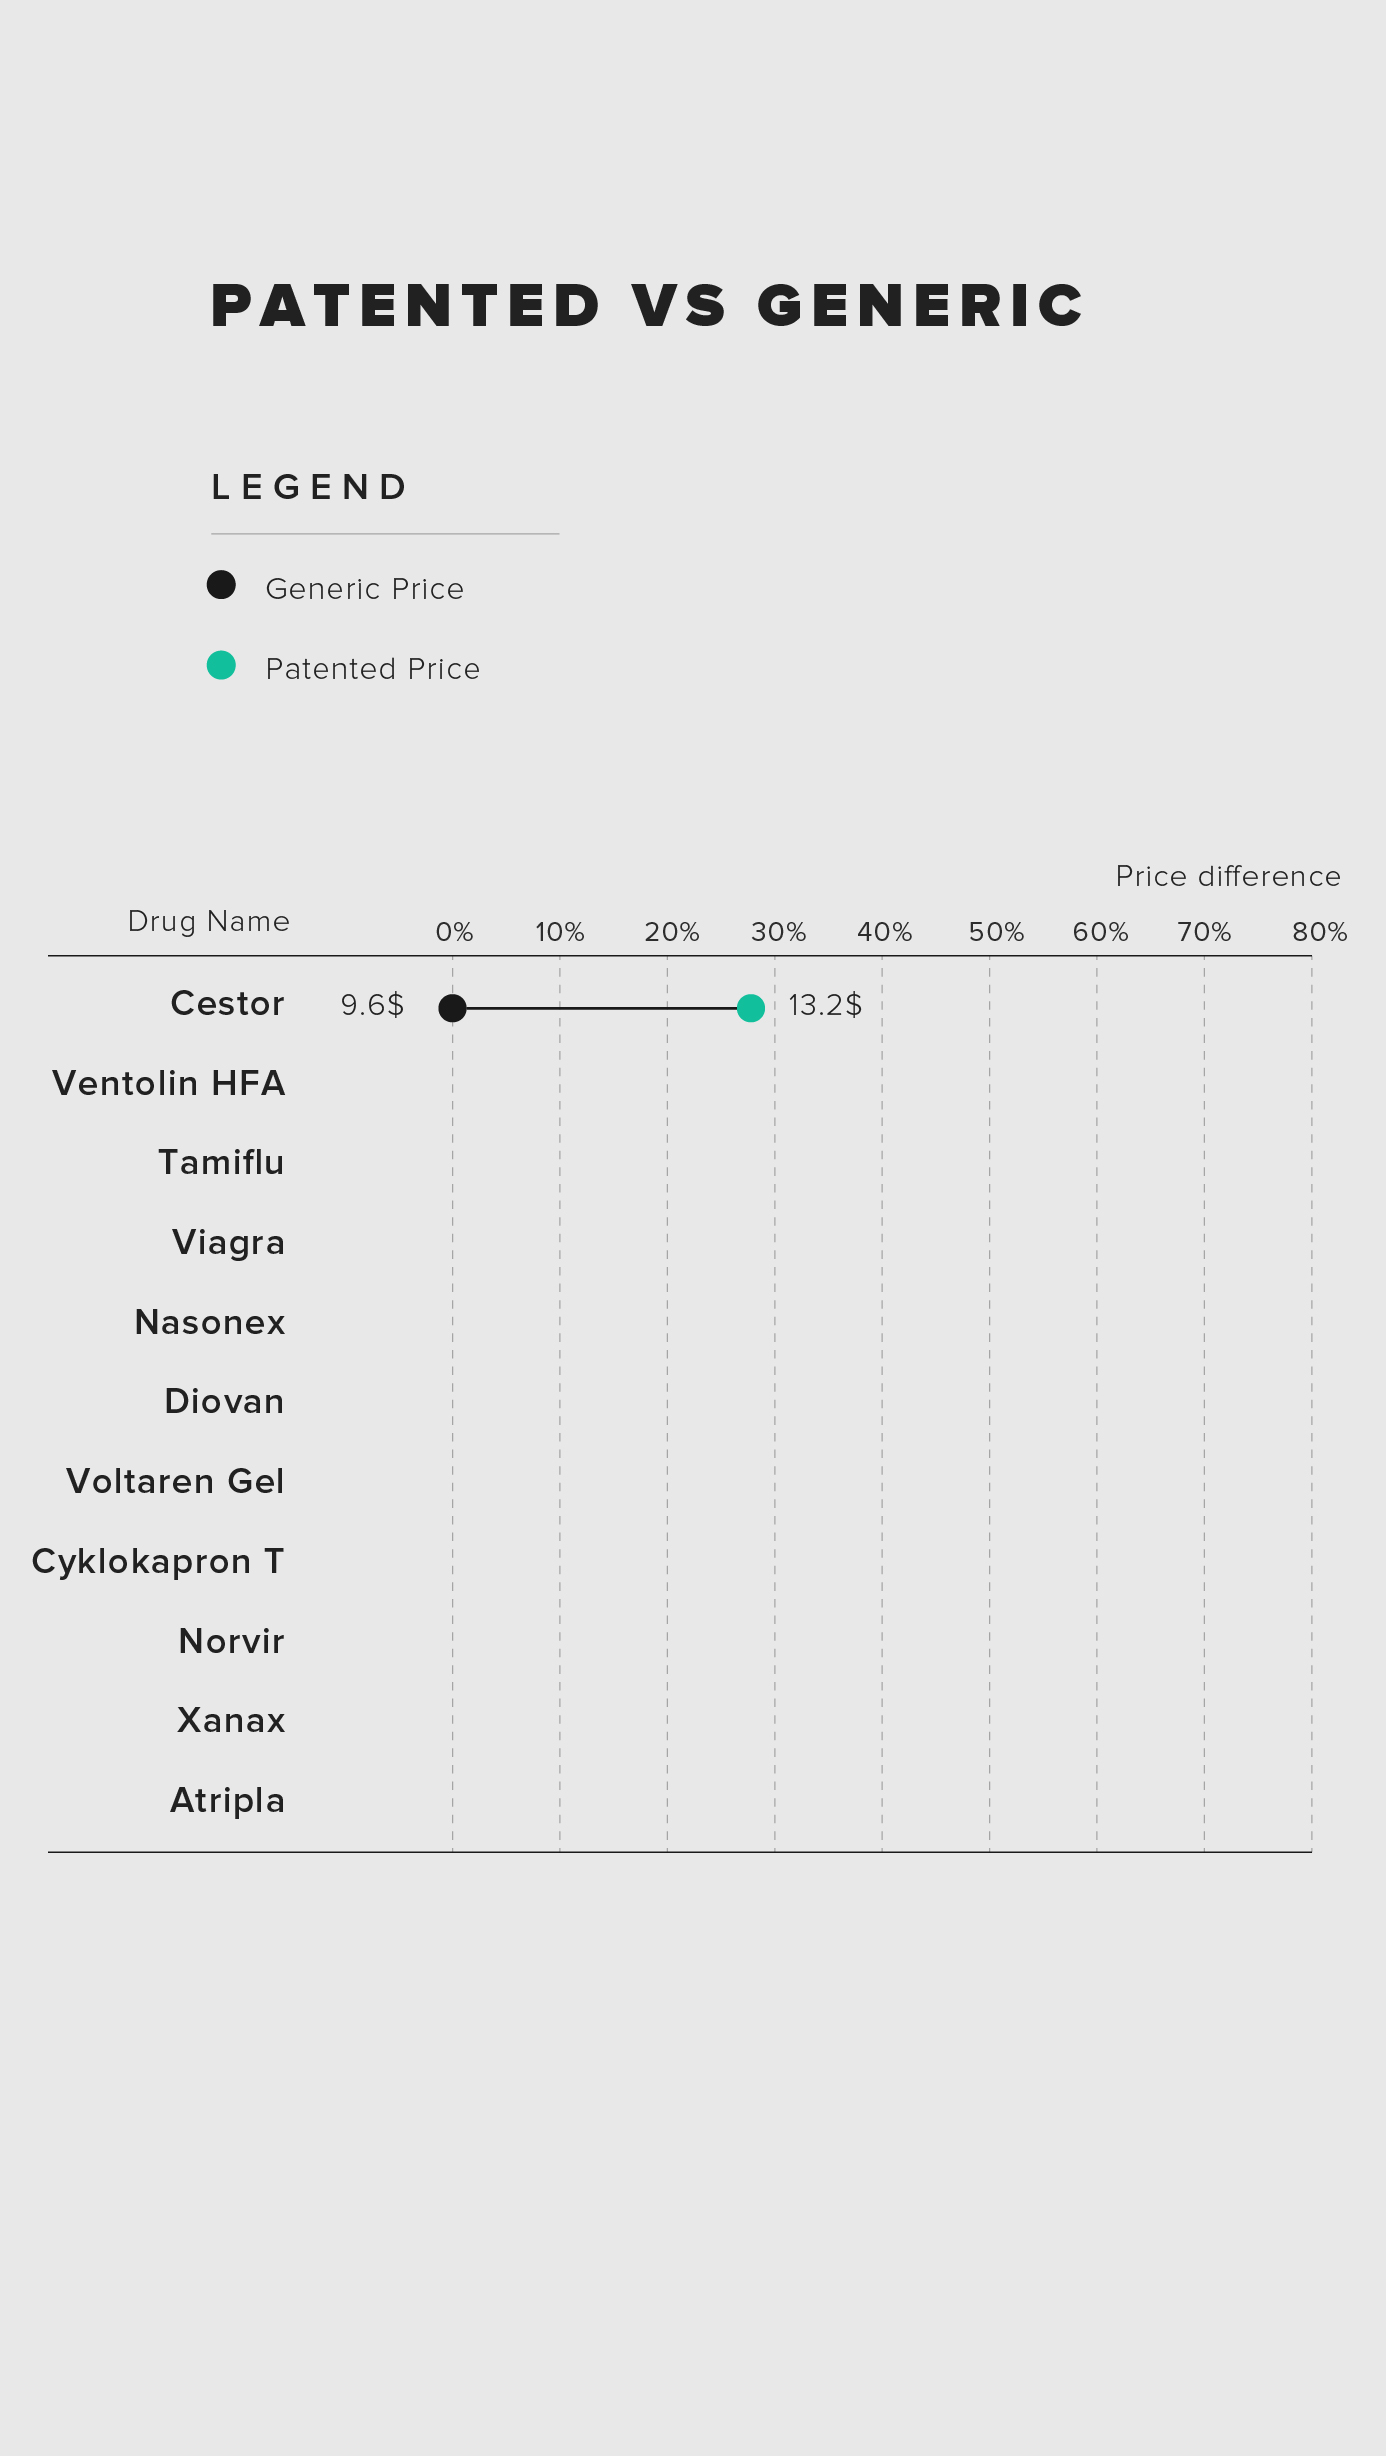 PATENTED VS GENERIC
LEGEND
Generic Price
Patented Price
Price difference
Drug Name 0% 10% 20% 30% 40% 50% 60% 70% 80%
Cestor 9.6$ 13.2$
Ventolin HFA
Tamiflu
Viagra
Nasonex
Diovan
Voltaren Gel
Cyklokapron T
Norvir
Xanax
Atripla